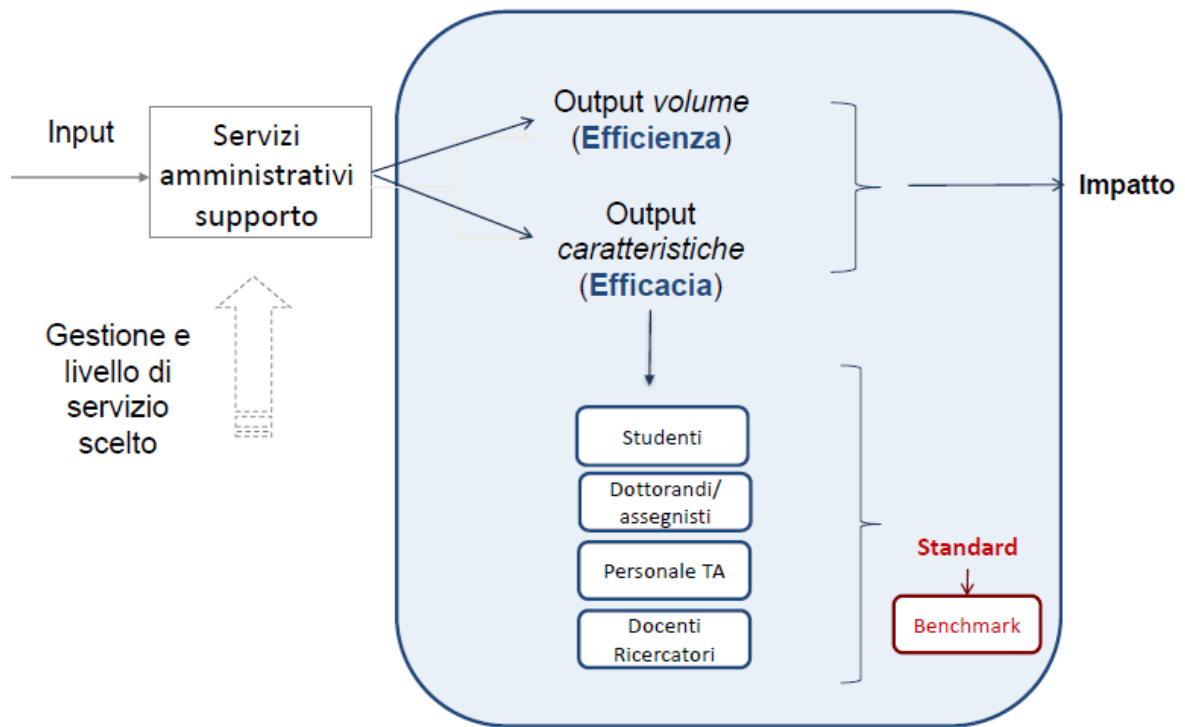 Input
Servizi
amministrativi
supporto
Gestione e
livello di
servizio
scelto
Output volume
(Efficienza)
Output
caratteristiche
(Efficacia)
Impatto
Studenti
Dottorandi/
assegnisti
Personale TA
Docenti
Ricercatori
Standard
Benchmark